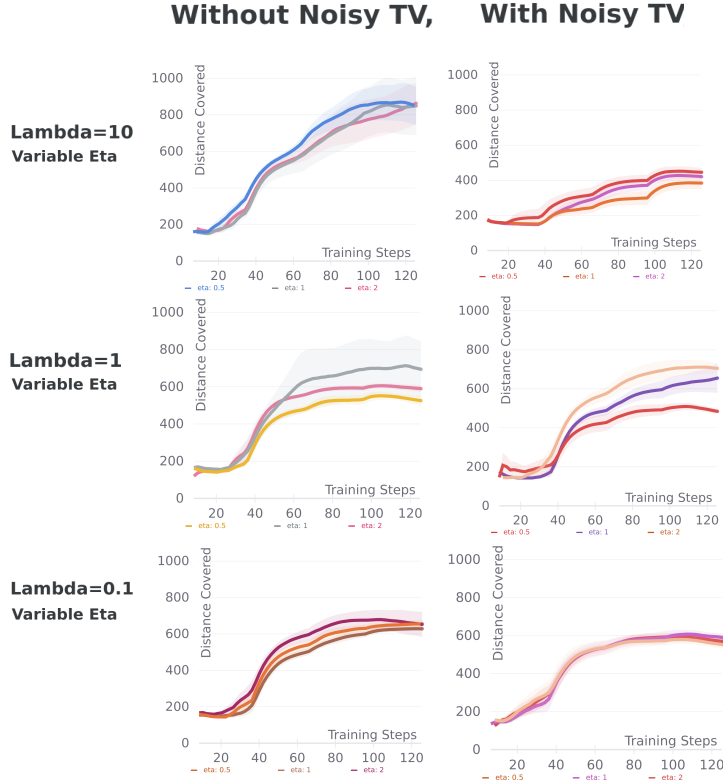 Without Noisy TV,
With Noisy TV
Lambda=10
Variable Eta
Distance Covered
1000
800
600
400
200
0
Training Steps
20 40 60 80 100 120
eta: 0.5 eta: 1 eta: 2
Distance Covered
1000
800
600
400
200
0
Training Steps
20 40 60 80 100 120
eta: 0.5 eta: 1 eta: 2
Lambda=1
Variable Eta
Distance Covered
1000
800
600
400
200
0
Training Steps
20 40 60 80 100 120
eta: 0.5 eta: 1 eta: 2
Distance Covered
1000
800
600
400
200
0
Training Steps
20 40 60 80 100 120
eta: 0.5 eta: 1 eta: 2
Lambda=0.1
Variable Eta
Distance Covered
1000
800
600
400
200
0
Training Steps
20 40 60 80 100 120
eta: 0.5 eta: 1 eta: 2
Distance Covered
1000
800
600
400
200
0
Training Steps
20 40 60 80 100 120
eta: 0.5 eta: 1 eta: 2